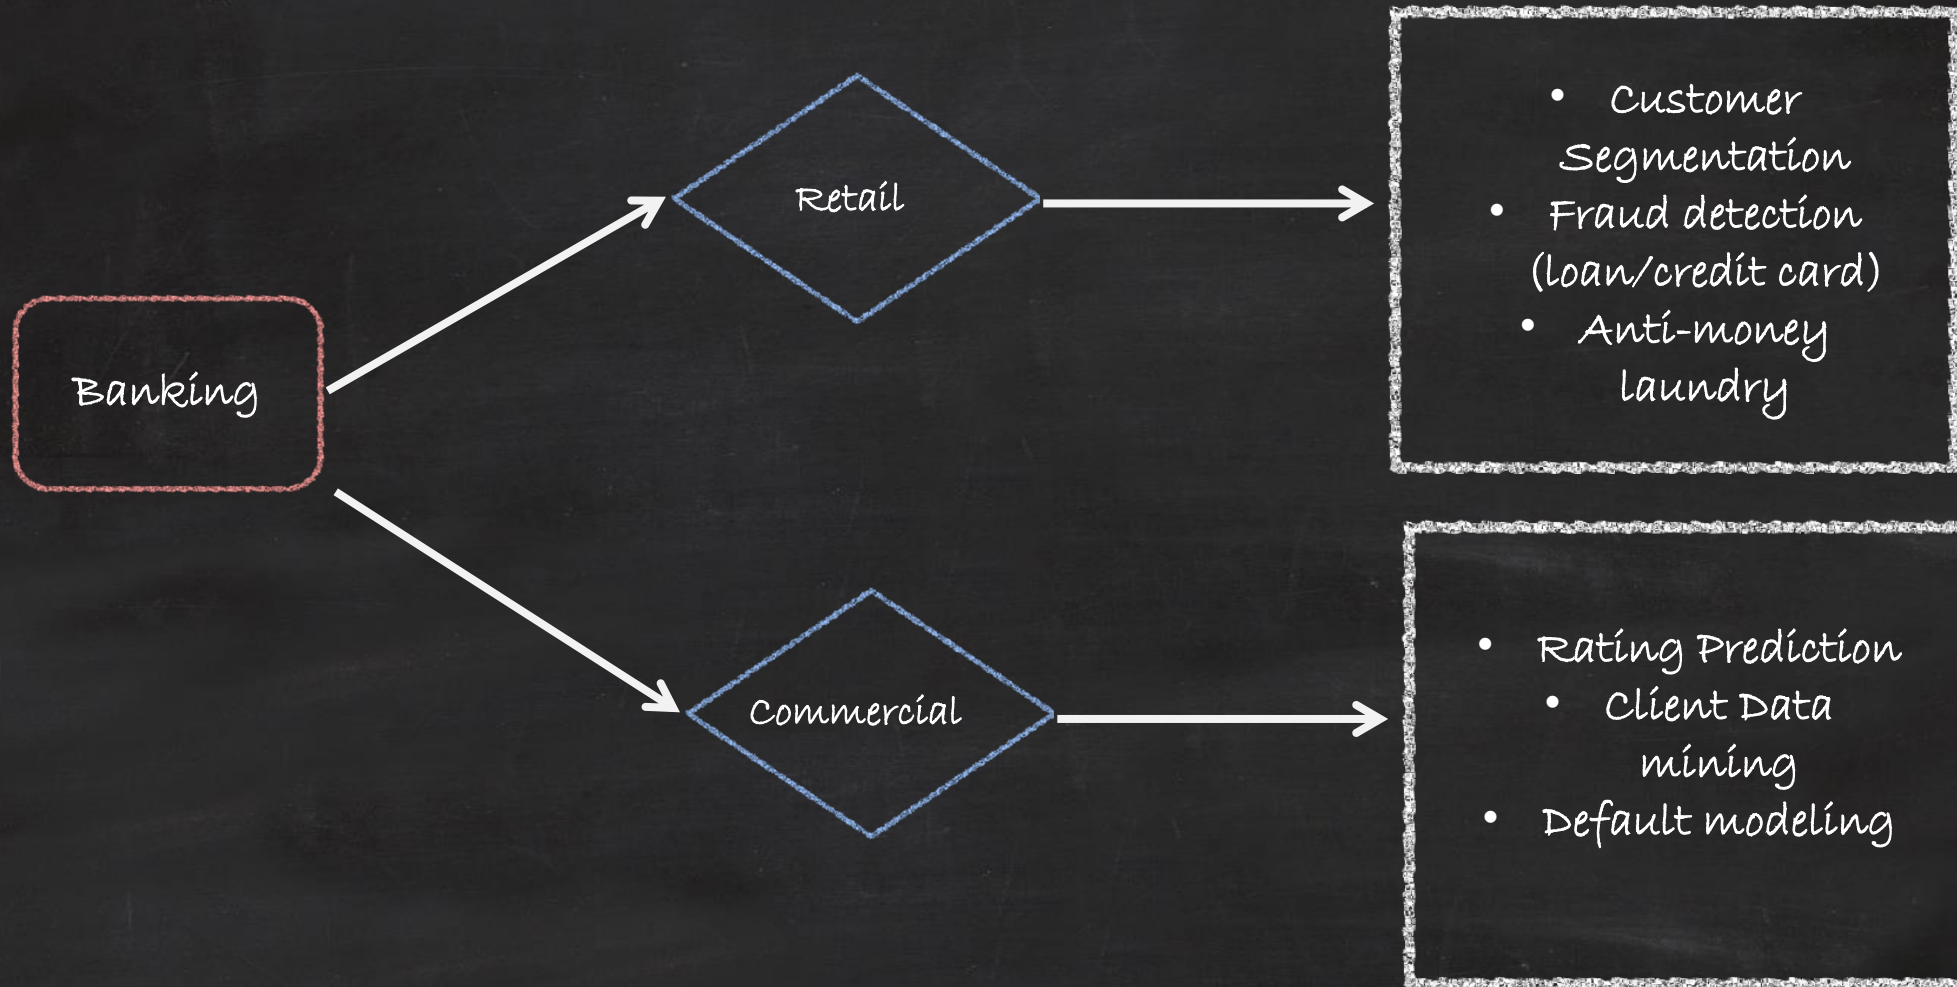 Banking
Retail
• Customer
Segmentation
• Fraud detection
(loan/credit card)
• Anti-money
laundry
Commercial
• Rating Prediction
• Client Data
mining
• Default modeling